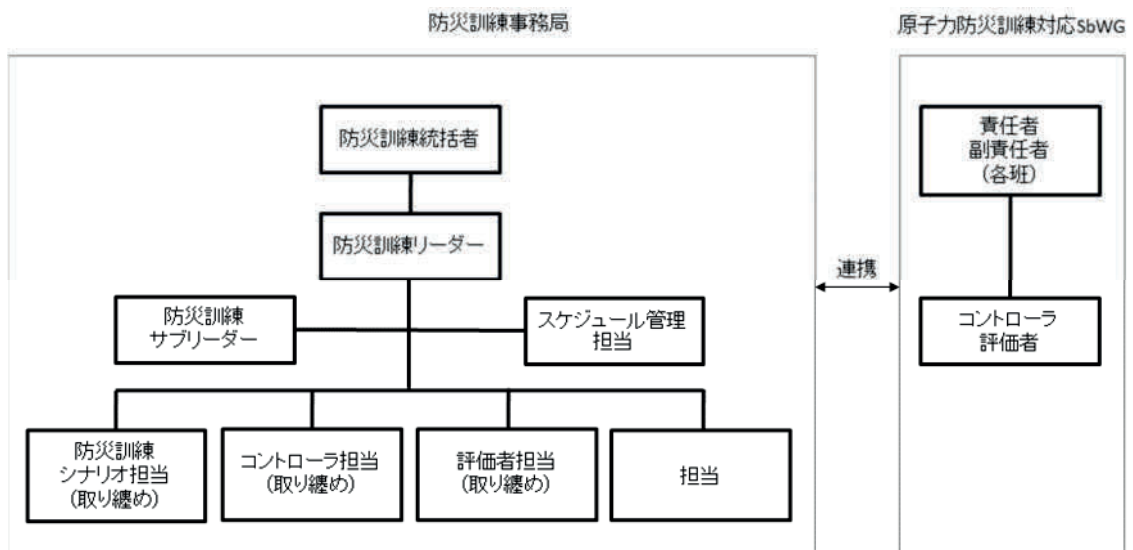 防災訓練事務局
原子力防災訓練対応SbWG
防災訓練統括者
防災訓練リーダー
防災訓練
サブリーダー
スケジュール管理
担当
防災訓練
シナリオ担当
(取り纏め)
コントローラ担当
(取り纏め)
評価者担当
(取り纏め)
担当
連携
責任者
副責任者
(各班)
コントローラ
評価者